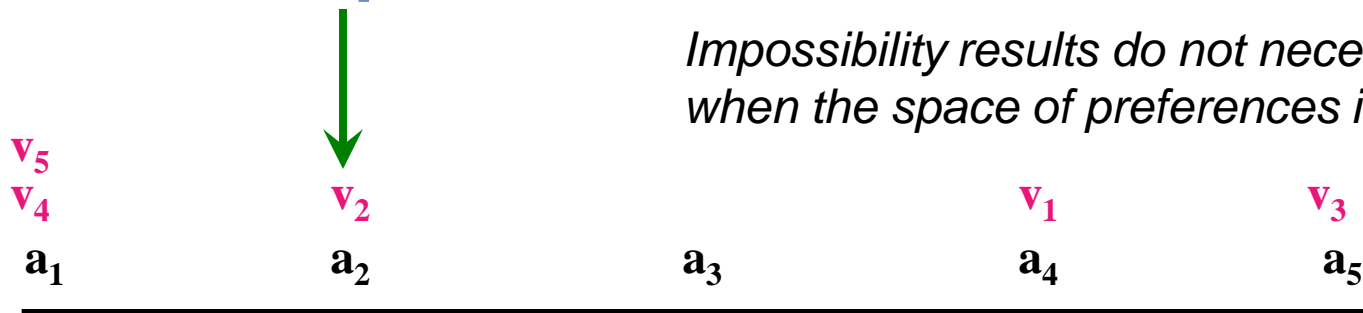 Impossibility results do not nece
when the space of preferences i
v₅
v₄ v₂ v₁ v₃
a₁ a₂ a₃ a₄ a₅